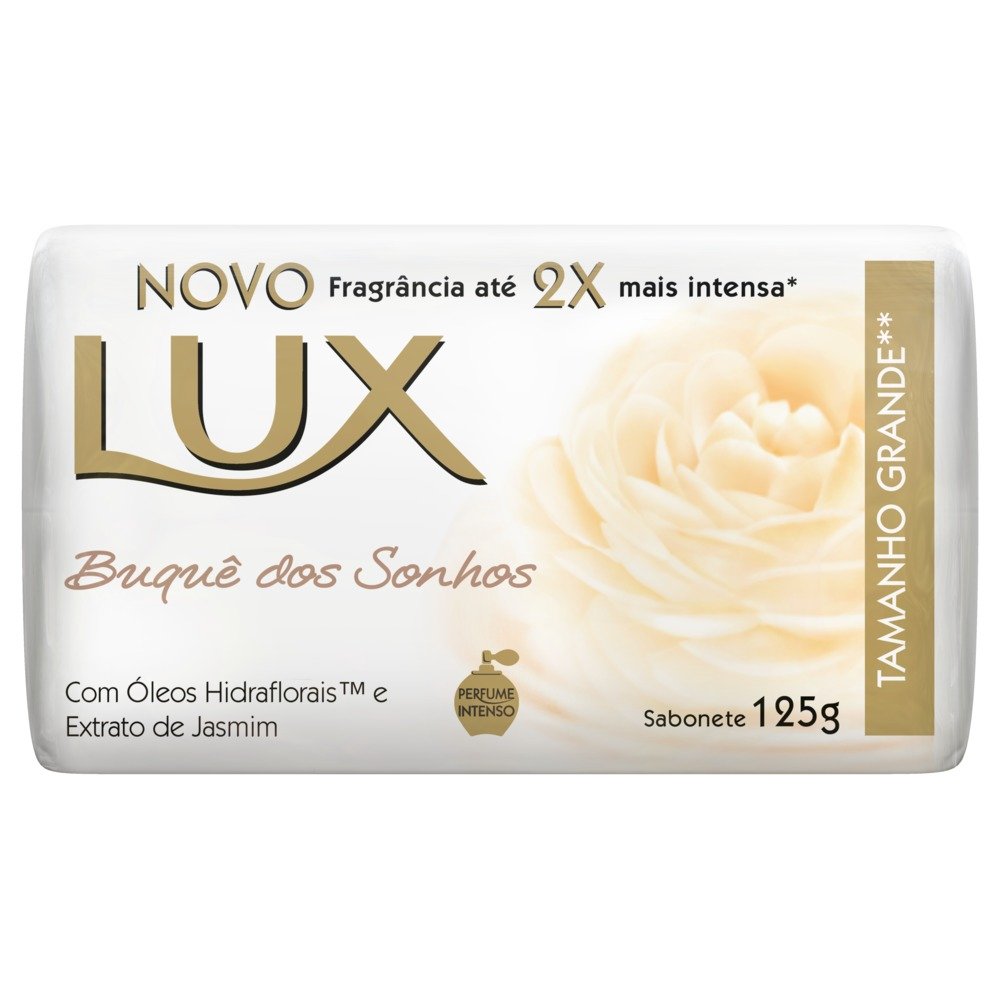 NOVO Fragrância até 2X mais intensa*
LUX
Buquê dos Sonhos
Com Óleos Hidraflorais™ e
Extrato de Jasmim
PERFUME
INTENSO
Sabonete 125g
TAMANHO GRANDE**